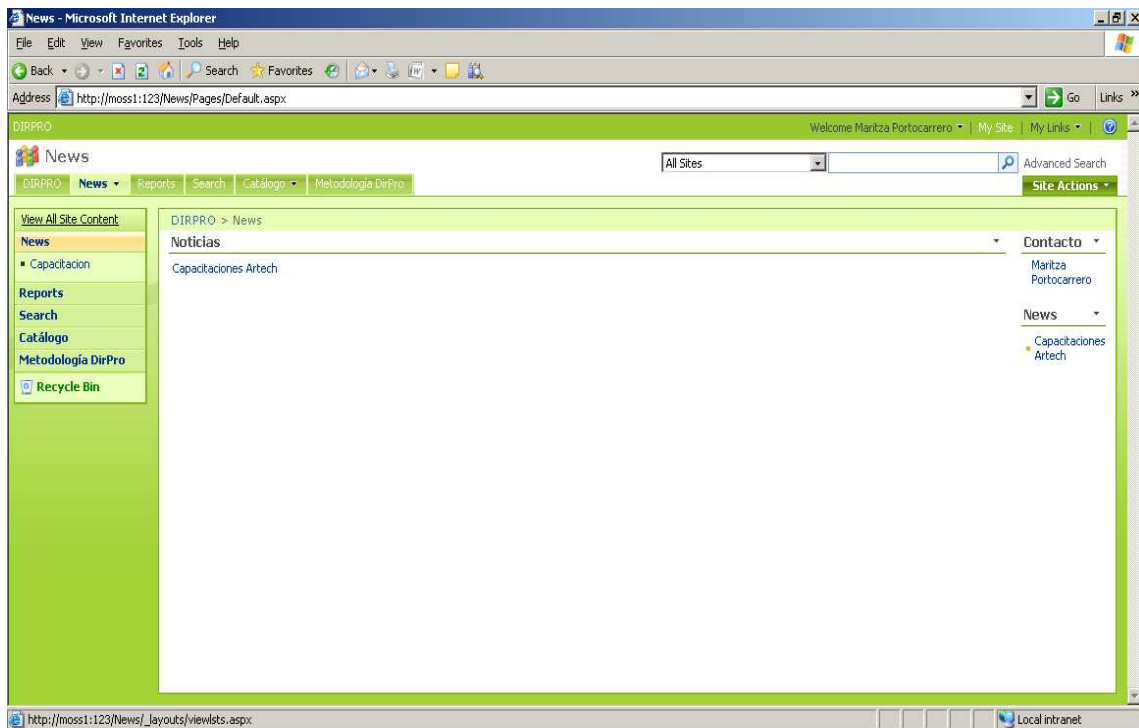 News - Microsoft Internet Explorer
File Edit View Favorites Tools Help
Back Search Favorites
Address http://moss1:123/News/Pages/Default.aspx Go Links »
DIRPRO Welcome Maritza Portocarrero | My Site | My Links |
News All Sites Advanced Search
DIRPRO News Reports Search Catálogo Metodología DirPro Site Actions
View All Site Content
DIRPRO > News
News
Noticias
Contacto
Capacitacion
Capacitaciones Artech
Maritza
Portocarrero
Reports
Search
News
Catálogo
Capacitaciones
Artech
Metodología DirPro
Recycle Bin
http://moss1:123/News/_layouts/viewlsts.aspx Local intranet